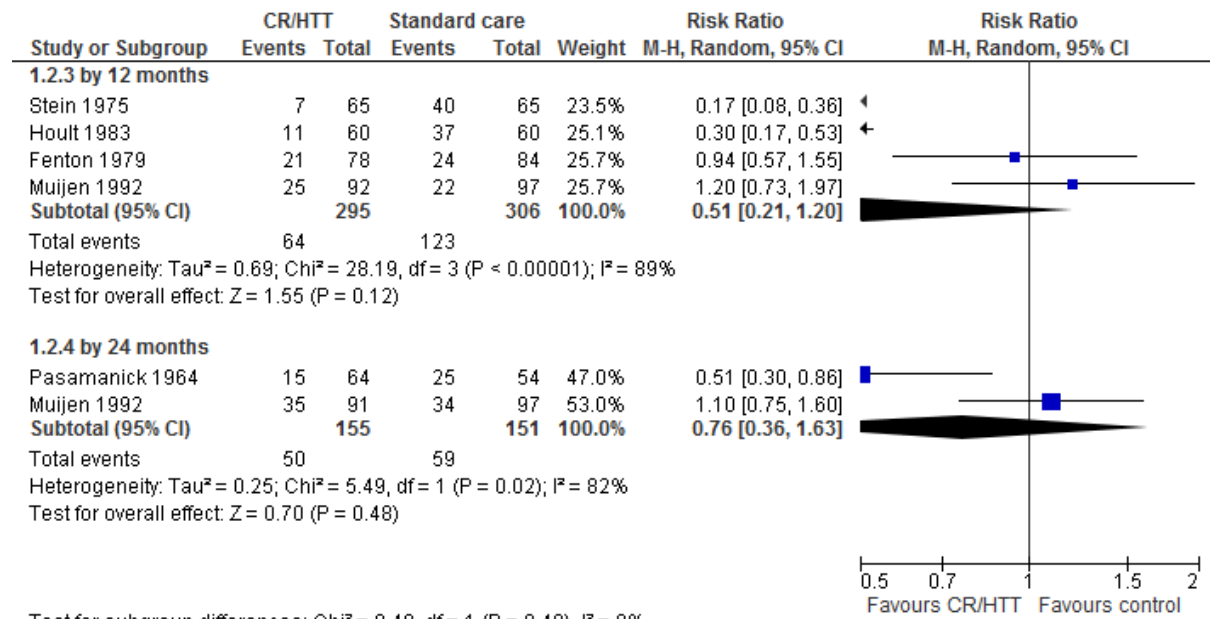 CR/HTT Standard care Risk Ratio Risk Ratio
Study or Subgroup Events Total Events Total Weight M-H, Random, 95% CI M-H, Random, 95% CI
1.2.3 by 12 months
Stein 1975 7 65 40 65 23.5% 0.17 [0.08, 0.36]
Hoult 1983 11 60 37 60 25.1% 0.30 [0.17, 0.53]
Fenton 1979 21 78 24 84 25.7% 0.94 [0.57, 1.55]
Muijen 1992 25 92 22 97 25.7% 1.20 [0.73, 1.97]
Subtotal (95% CI) 295 306 100.0% 0.51 [0.21, 1.20]
Total events 64 123
Heterogeneity: Tau² = 0.69; Chi² = 28.19, df = 3 (P < 0.00001); I² = 89%
Test for overall effect: Z = 1.55 (P = 0.12)
1.2.4 by 24 months
Pasamanick 1964 15 64 25 54 47.0% 0.51 [0.30, 0.86]
Muijen 1992 35 91 34 97 53.0% 1.10 [0.75, 1.60]
Subtotal (95% CI) 155 151 100.0% 0.76 [0.36, 1.63]
Total events 50 59
Heterogeneity: Tau² = 0.25; Chi² = 5.49, df = 1 (P = 0.02); I² = 82%
Test for overall effect: Z = 0.70 (P = 0.48)
0.5 0.7 1 1.5 2
Favours CR/HTT Favours control
Test for subgroup differences: Chi² = df = 1 (P =